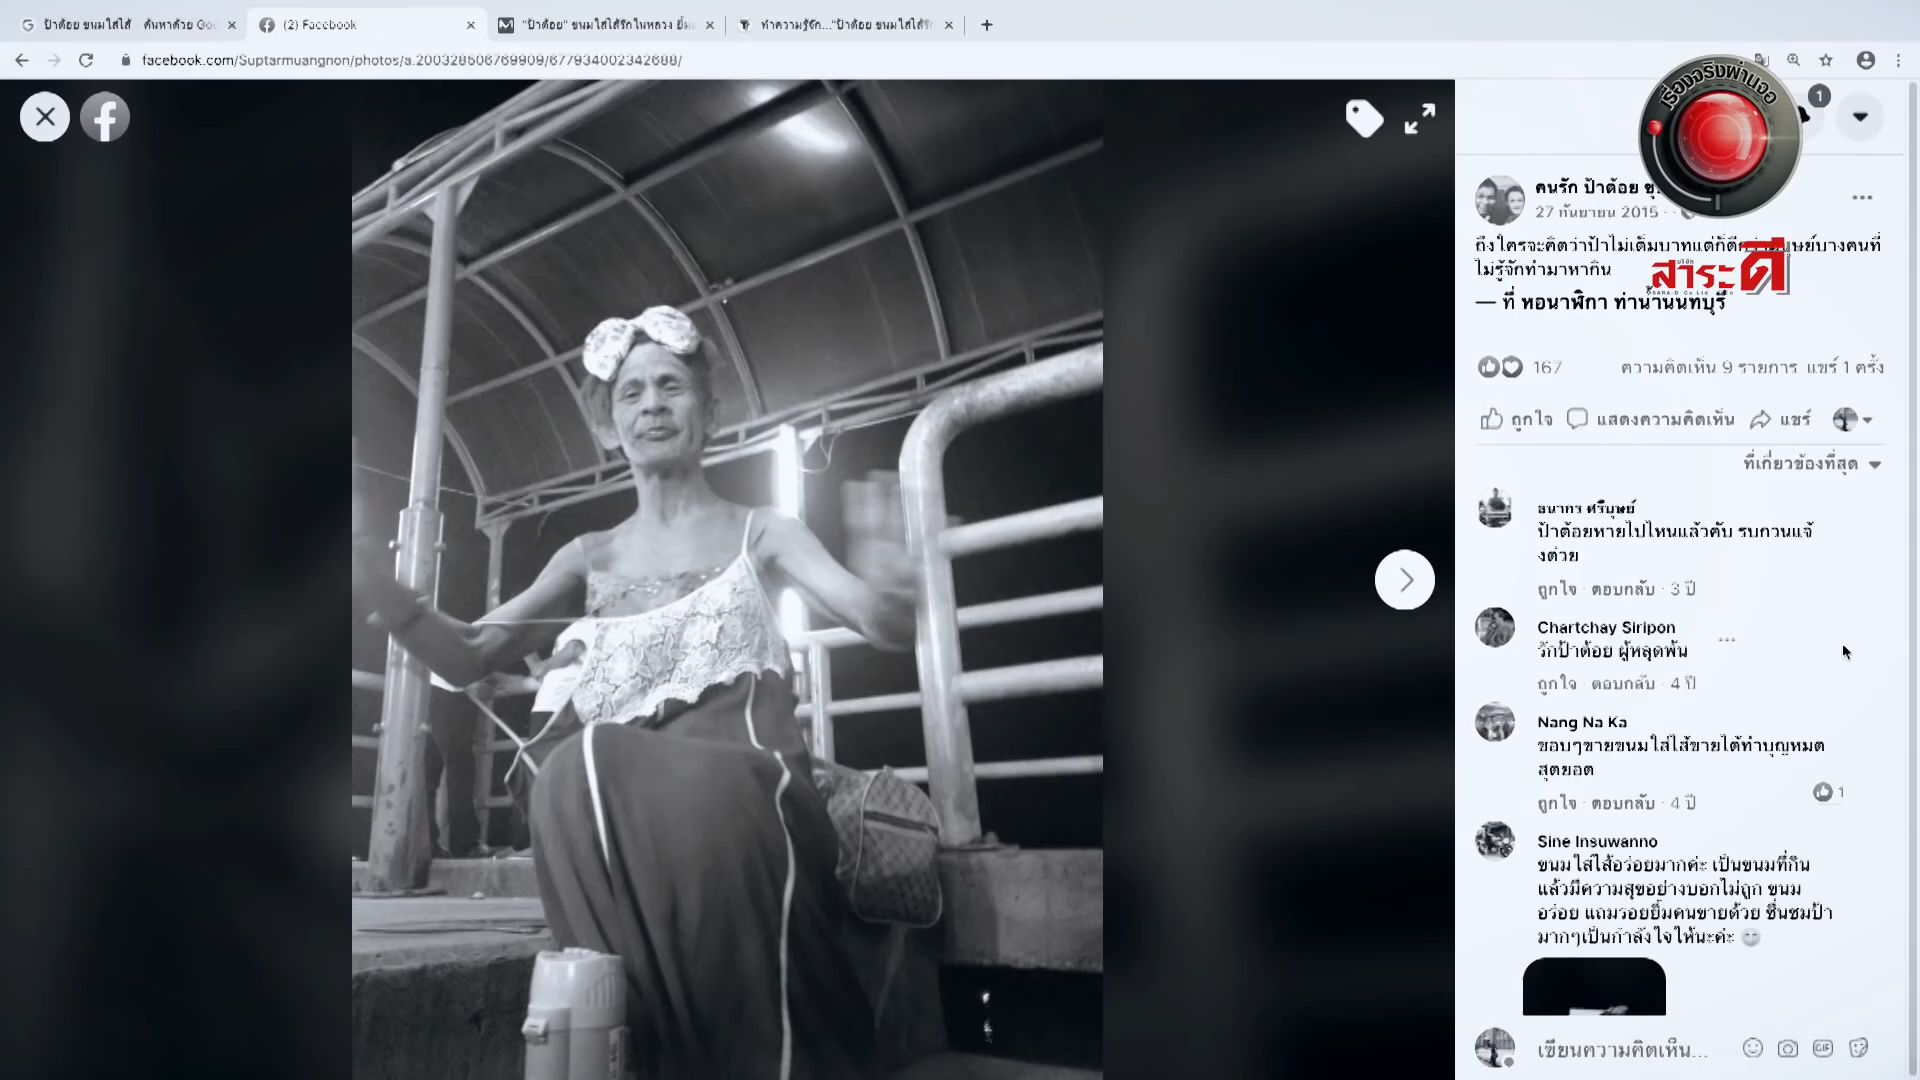 ป้าต้อย ขนมใส่ไส้ ค้นหาด้วย Goo
(2) Facebook
"ป้าต้อย" ขนมใส่ไส้รักในหลวง ยิ้ม
ทำความรู้จัก..."ป้าต้อย ขนมใส่ไส้รั
facebook.com/Suptarmuangnon/photos/a.200328506769909/677934002342688/
เรื่องจริงผ่านจอ
1
คนรัก ป้าต้อย
27 กันยายน 2015
ถึงใครจะคิดว่าป้าไม่เต็มบาทแต่ก็ดีกว่ามนุษย์บางคนที่
ไม่รู้จักทำมาหากิน
บริษัท
สาระดี
— ที่ หอนาฬิกา ท่าน้ำนนทบุรี
167 ความคิดเห็น 9 รายการ แชร์ 1 ครั้ง
ถูกใจ แสดงความคิดเห็น แชร์
ที่เกี่ยวข้องที่สุด
ธนากร ศรีบุษย์
ป้าต้อยหายไปไหนแล้วคับ รบกวนแจ้
งด้วย
ถูกใจ · ตอบกลับ · 3 ปี
Chartchay Siripon
รักป้าต้อย ผู้หลุดพ้น
ถูกใจ · ตอบกลับ · 4 ปี
Nang Na Ka
ชอบๆขายขนมใส่ไส้ขายได้ทำบุญหมด
สุดยอด
ถูกใจ · ตอบกลับ · 4 ปี
1
Sine Insuwanno
ขนมใส่ไส้อร่อยมากค่ะ เป็นขนมที่กิน
แล้วมีความสุขอย่างบอกไม่ถูก ขนม
อร่อย แถมรอยยิ้มคนขายด้วย ชื่นชมป้า
มากๆเป็นกำลังใจให้นะค่ะ
เขียนความคิดเห็น...
GIF